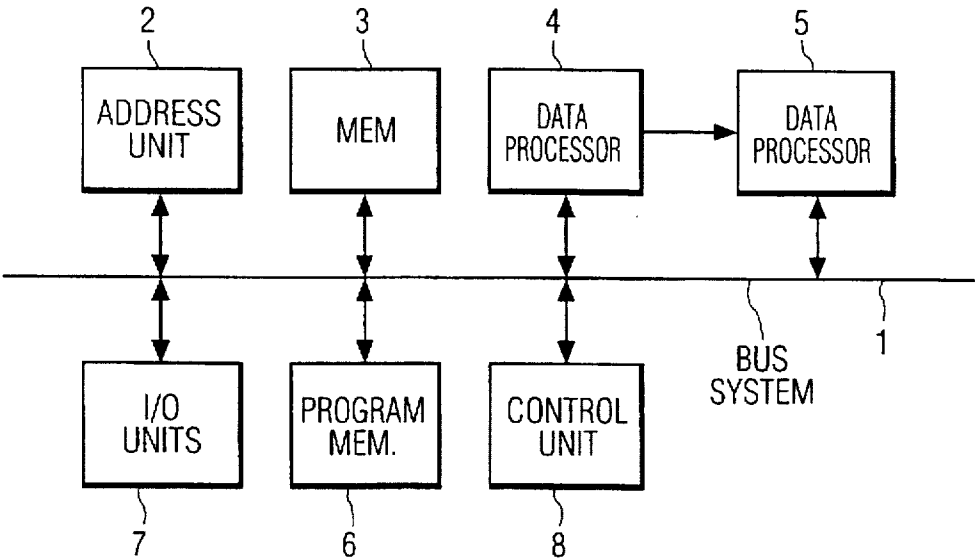 2
3
4
5
ADDRESS
UNIT
MEM
DATA
PROCESSOR
DATA
PROCESSOR
BUS
SYSTEM
1
I/O
UNITS
PROGRAM
MEM.
CONTROL
UNIT
7
6
8